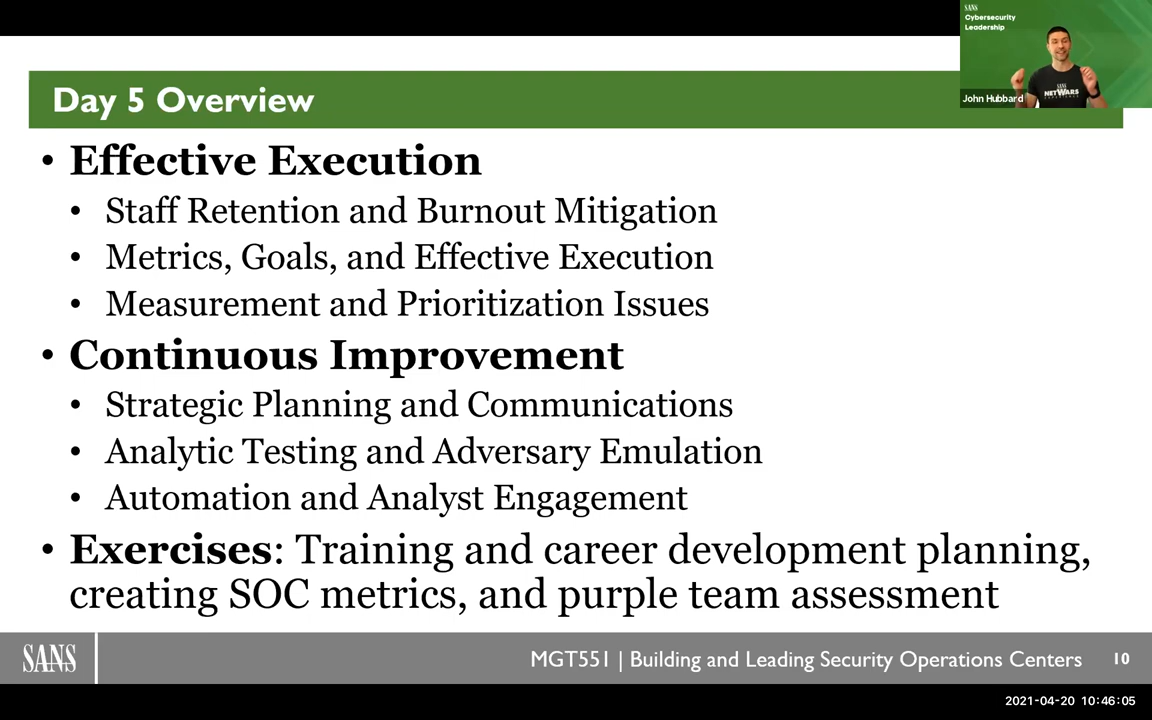 SANS
Cybersecurity
Leadership
SANS
NETWARS
John Hubbard
Day 5 Overview
• Effective Execution
• Staff Retention and Burnout Mitigation
• Metrics, Goals, and Effective Execution
• Measurement and Prioritization Issues
• Continuous Improvement
• Strategic Planning and Communications
• Analytic Testing and Adversary Emulation
• Automation and Analyst Engagement
• Exercises: Training and career development planning,
creating SOC metrics, and purple team assessment
SANS
MGT551 | Building and Leading Security Operations Centers
10
2021-04-20 10:46:05